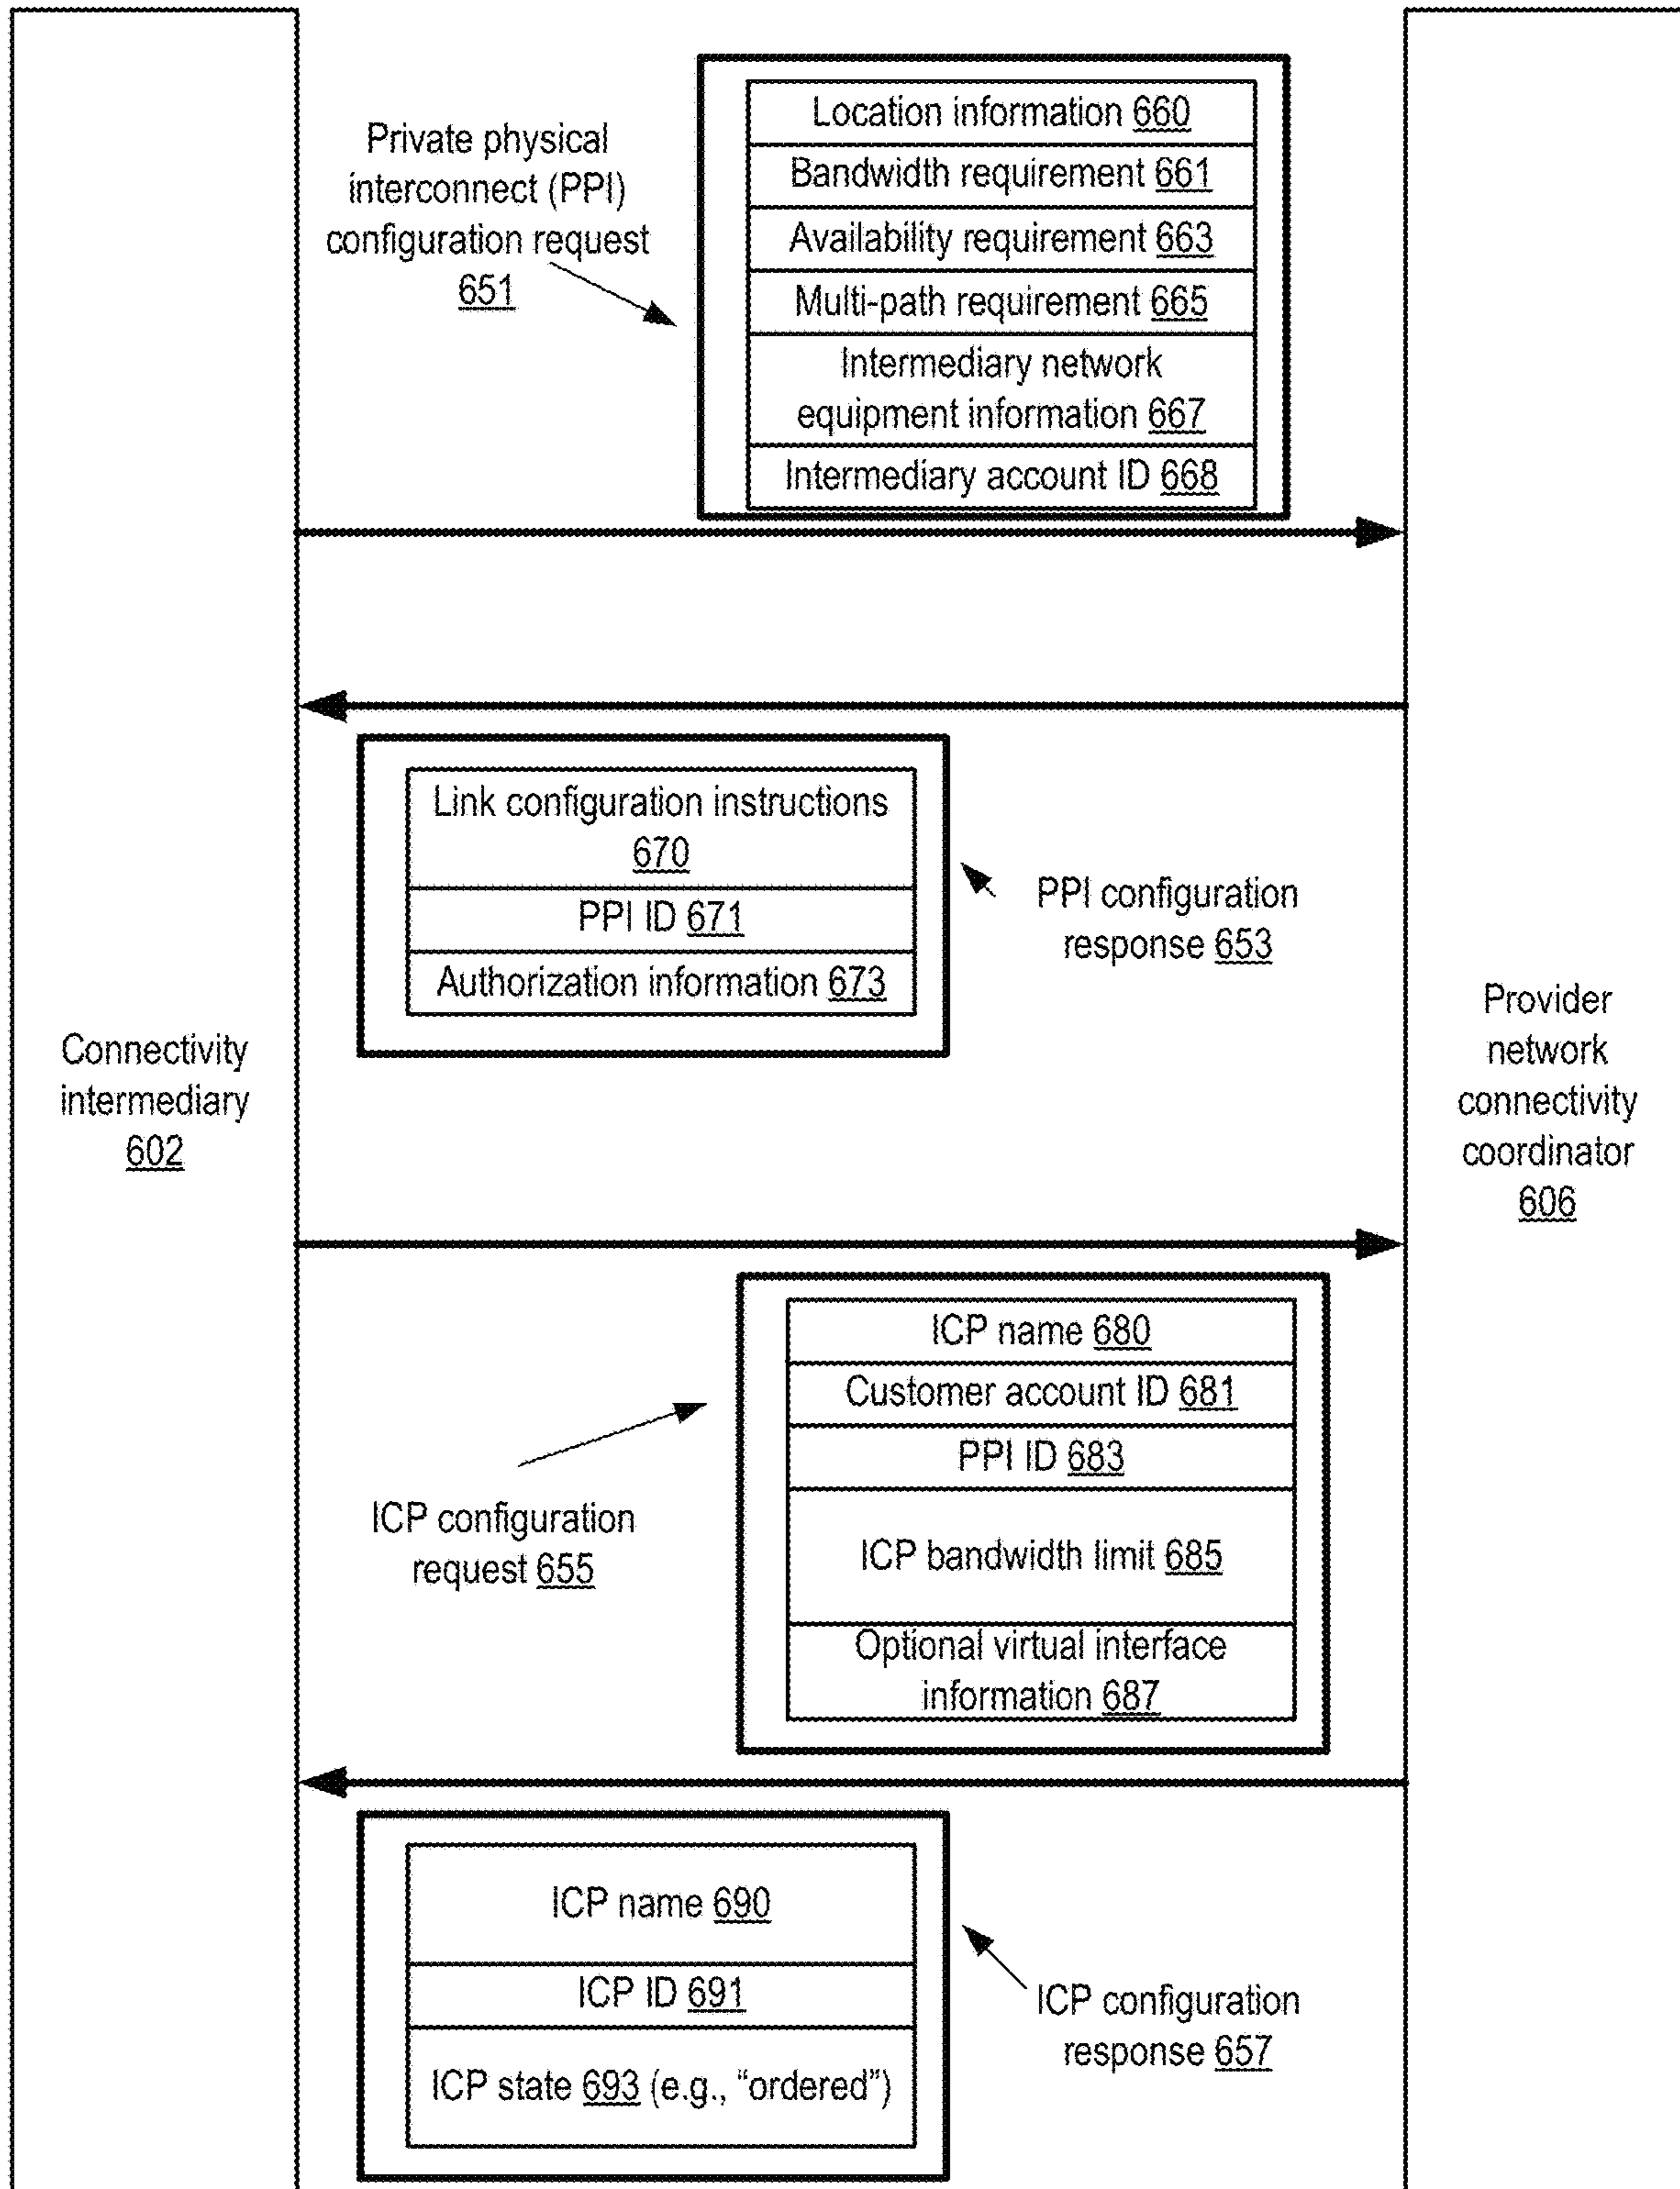 Private physical
interconnect (PPI)
configuration request
651
Location information 660
Bandwidth requirement 661
Availability requirement 663
Multi-path requirement 665
Intermediary network
equipment information 667
Intermediary account ID 668
Link configuration instructions
670
PPI ID 671
Authorization information 673
PPI configuration
response 653
Connectivity
intermediary
602
Provider
network
connectivity
coordinator
606
ICP configuration
request 655
ICP name 680
Customer account ID 681
PPI ID 683
ICP bandwidth limit 685
Optional virtual interface
information 687
ICP name 690
ICP ID 691
ICP state 693 (e.g., “ordered”)
ICP configuration
response 657